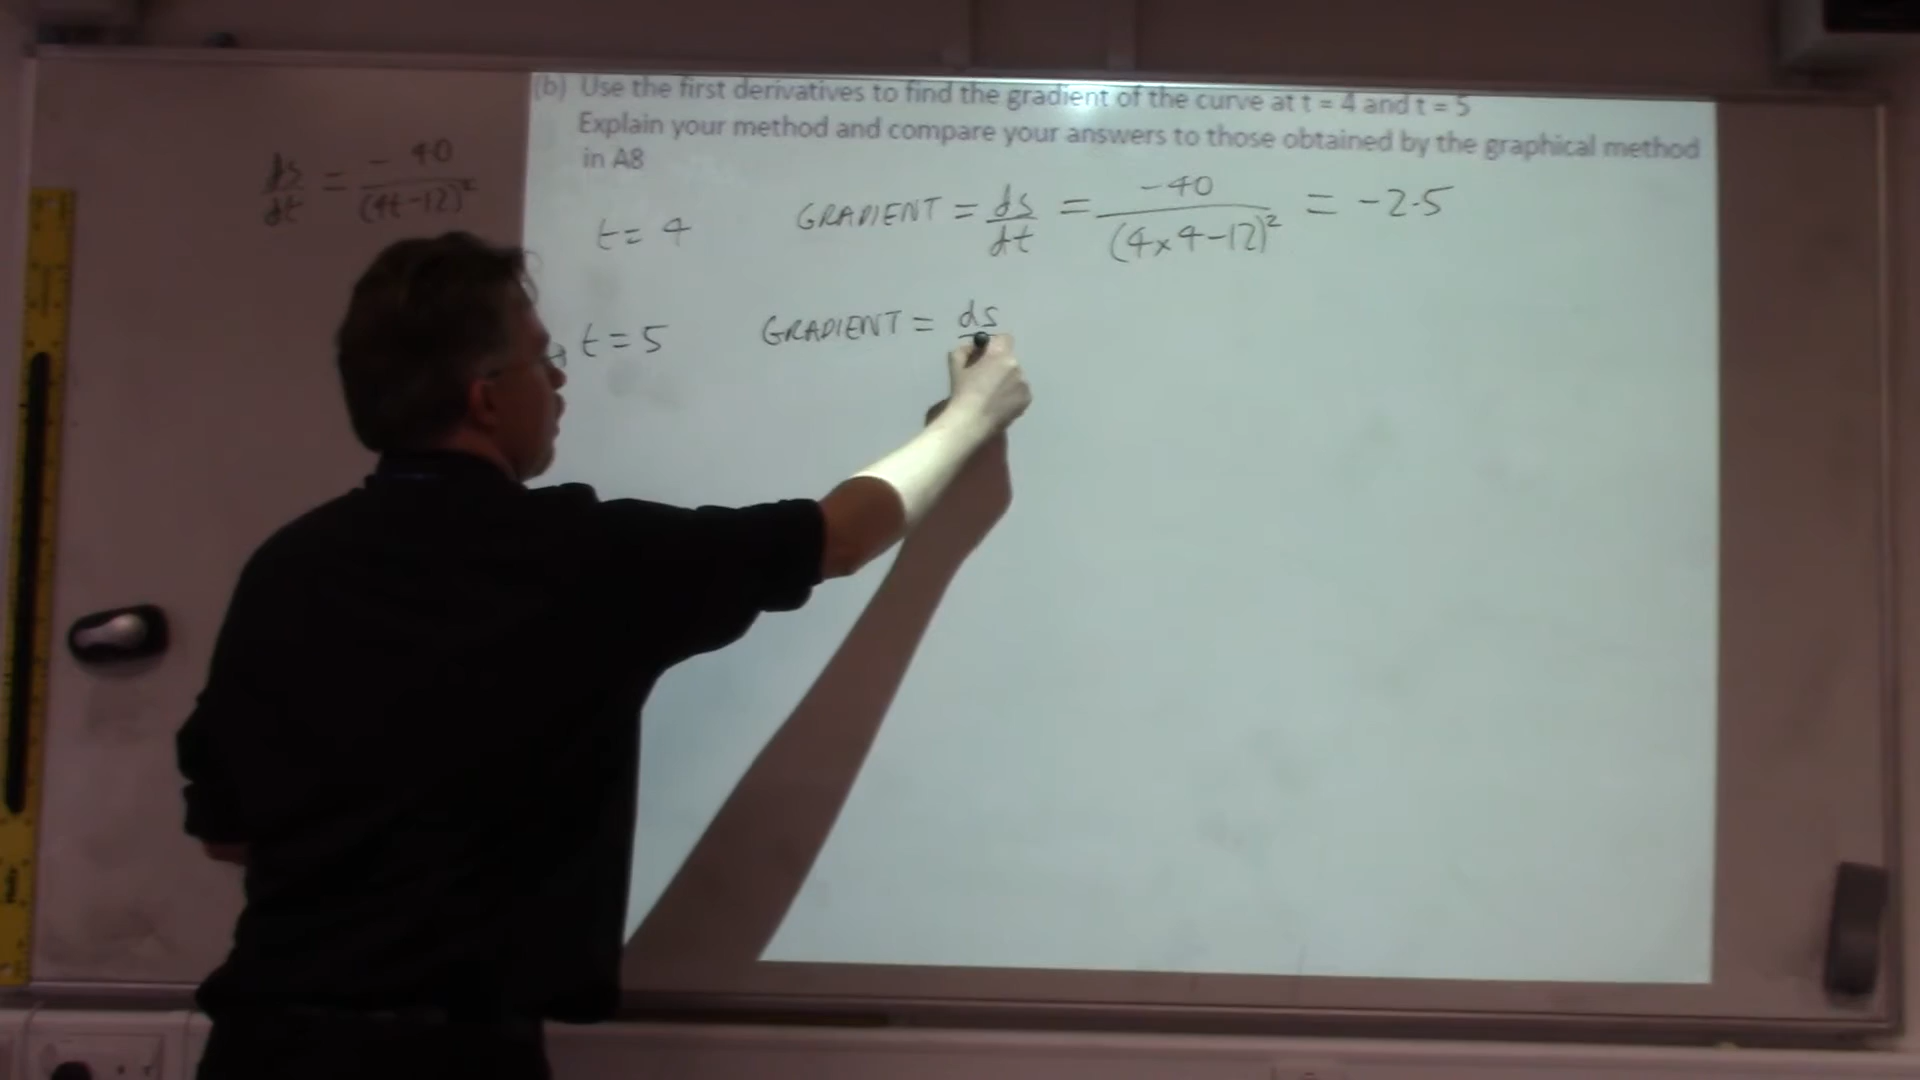 (b) Use the first derivatives to find the gradient of the curve at t = 4 and t = 5
Explain your method and compare your answers to those obtained by the graphical method
in A8
ds/dt = -40/(4t-12)²
t = 4 GRADIENT = ds/dt = -40/(4×4-12)² = -2.5
t = 5 GRADIENT = ds